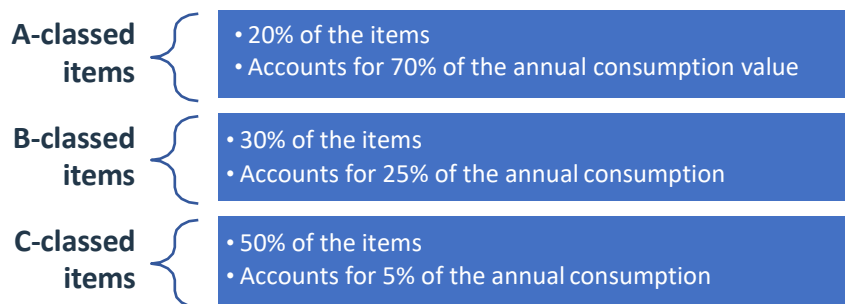 A-classed
items
• 20% of the items
• Accounts for 70% of the annual consumption value
B-classed
items
• 30% of the items
• Accounts for 25% of the annual consumption
C-classed
items
• 50% of the items
• Accounts for 5% of the annual consumption